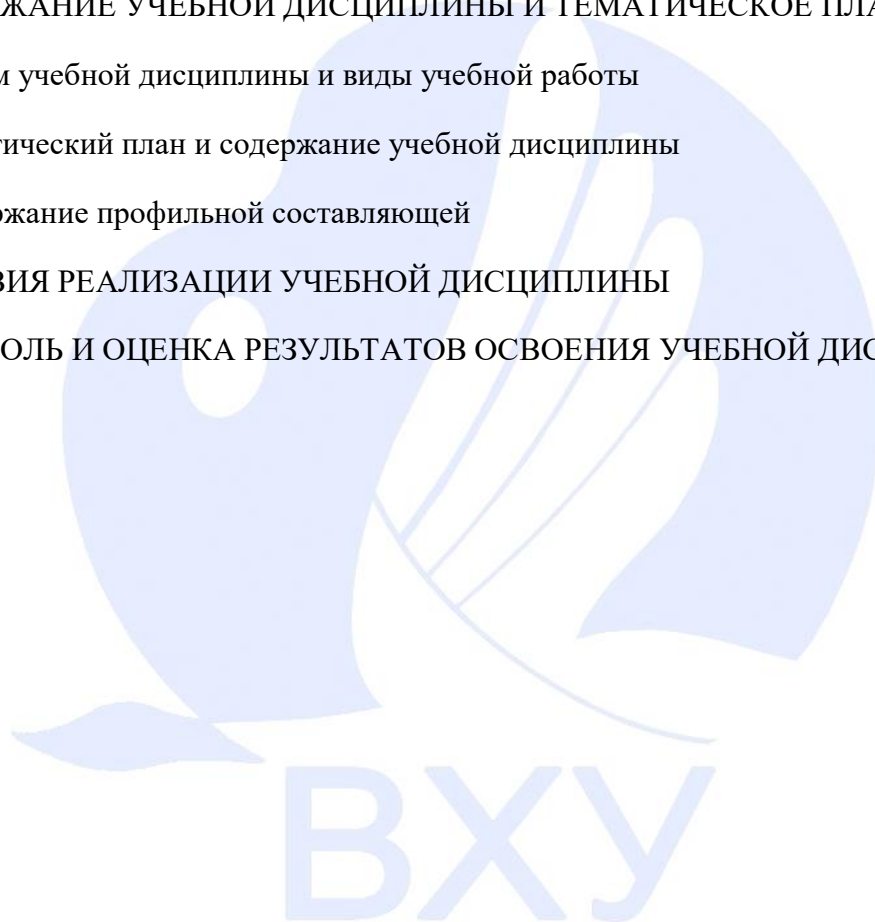 ЖАНИЕ УЧЕБНОЙ ДИСЦИПЛИНЫ И ТЕМАТИЧЕСКОЕ ПЛА
м учебной дисциплины и виды учебной работы
тический план и содержание учебной дисциплины
ржание профильной составляющей
ВИЯ РЕАЛИЗАЦИИ УЧЕБНОЙ ДИСЦИПЛИНЫ
ОЛЬ И ОЦЕНКА РЕЗУЛЬТАТОВ ОСВОЕНИЯ УЧЕБНОЙ ДИС
ВХУ